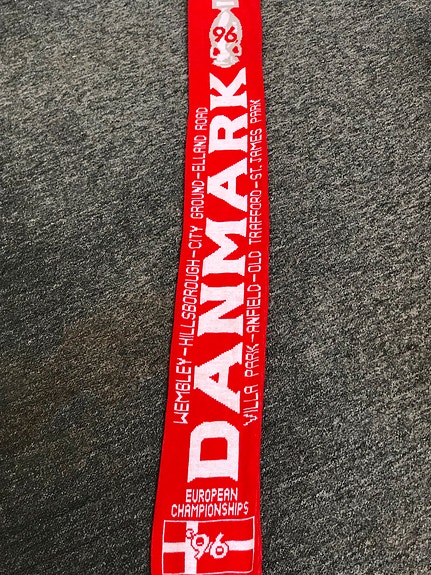 96
WEMBLEY-HILLSBOROUGH-CITY GROUND-ELLAND ROAD
DANMARK
VILLA PARK-ANFIELD-OLD TRAFFORD-ST.JAMES PARK
EUROPEAN
CHAMPIONSHIPS
96